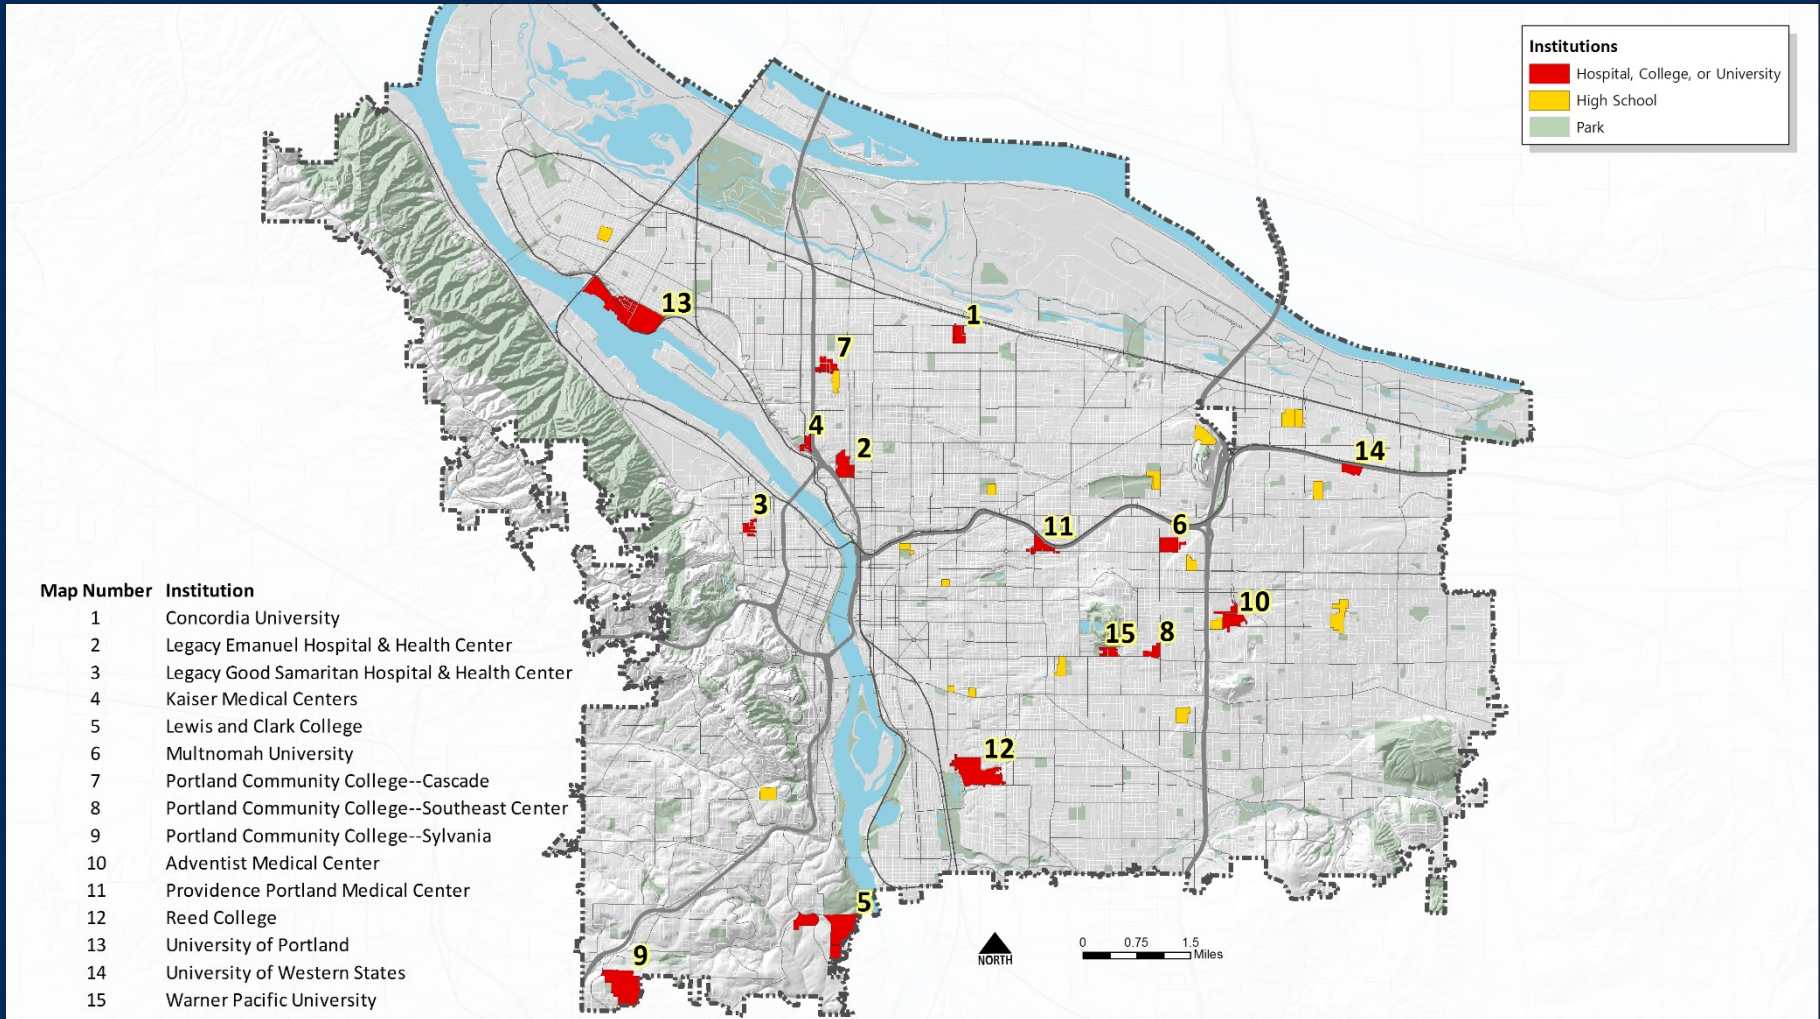 Institutions
Hospital, College, or University
High School
Park
13
1
7
4
2
14
3
11
6
10
15
8
12
5
9
Map Number Institution
1 Concordia University
2 Legacy Emanuel Hospital & Health Center
3 Legacy Good Samaritan Hospital & Health Center
4 Kaiser Medical Centers
5 Lewis and Clark College
6 Multnomah University
7 Portland Community College--Cascade
8 Portland Community College--Southeast Center
9 Portland Community College--Sylvania
10 Adventist Medical Center
11 Providence Portland Medical Center
12 Reed College
13 University of Portland
14 University of Western States
15 Warner Pacific University
NORTH
0 0.75 1.5
Miles